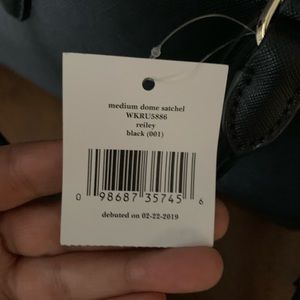 medium dome satchel
WKRU5886
reiley
black (001)
0 98687 35745 6
debuted on 02-22-2019